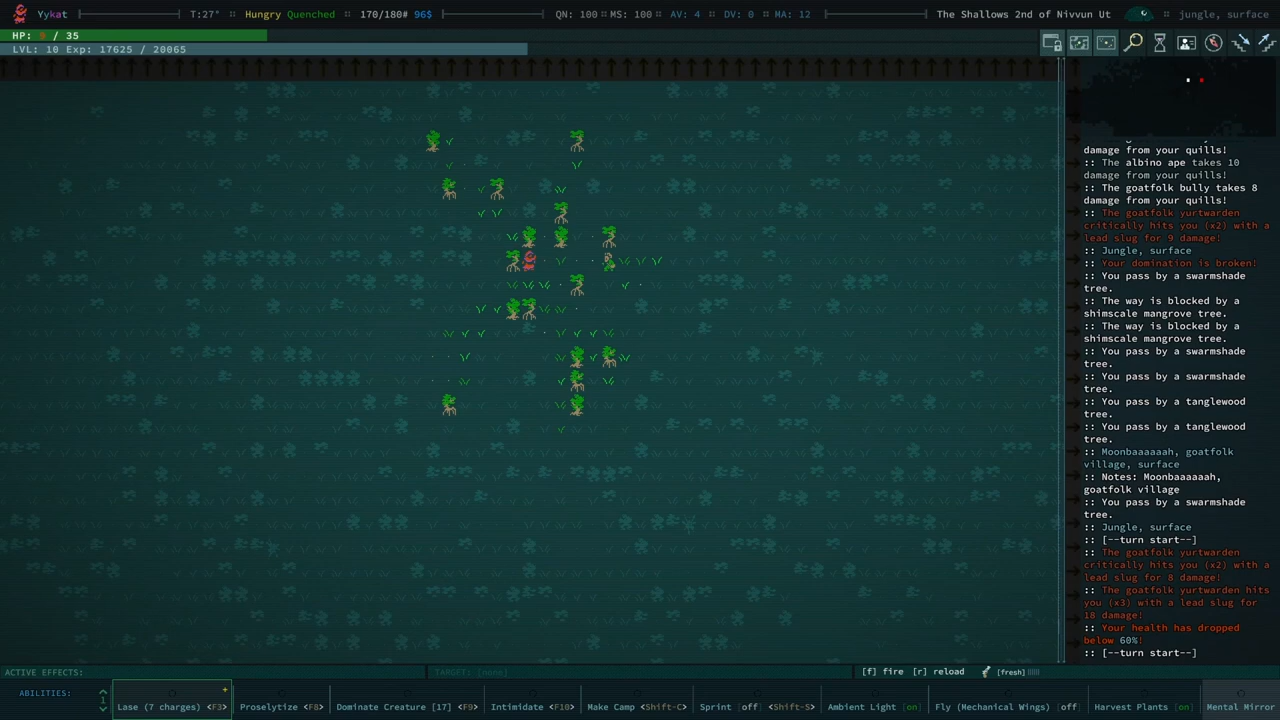 Yykat
T:27° :: Hungry Quenched :: 170/180# 96$
QN: 100 :: MS: 100 :: AV: 4 :: DV: 0 :: MA: 12
The Shallows 2nd of Nivvun Ut
:: jungle, surface
HP: 9 / 35
LVL: 10 Exp: 17625 / 20065
damage from your quills!
:: The albino ape takes 10
damage from your quills!
:: The goatfolk bully takes 8
damage from your quills!
:: The goatfolk yurtwarden
critically hits you (x2) with a
lead slug for 9 damage!
:: Jungle, surface
:: Your domination is broken!
:: You pass by a swarmshade
tree.
:: The way is blocked by a
shimscale mangrove tree.
:: The way is blocked by a
shimscale mangrove tree.
:: You pass by a swarmshade
tree.
:: You pass by a swarmshade
tree.
:: You pass by a tanglewood
tree.
:: You pass by a tanglewood
tree.
:: Moonbaaaaaah, goatfolk
village, surface
:: Notes: Moonbaaaaaah,
goatfolk village
:: You pass by a swarmshade
tree.
:: Jungle, surface
:: [--turn start--]
:: The goatfolk yurtwarden
critically hits you (x2) with a
lead slug for 8 damage!
:: The goatfolk yurtwarden hits
you (x3) with a lead slug for
18 damage!
:: Your health has dropped
below 60%!
:: [--turn start--]
ACTIVE EFFECTS:
TARGET: [none]
[f] fire [r] reload
[fresh]
ABILITIES:
1
Lase (7 charges) <F3>
Proselytize <F8>
Dominate Creature [17] <F9>
Intimidate <F10>
Make Camp <Shift-C>
Sprint [off] <Shift-S>
Ambient Light [on]
Fly (Mechanical Wings) [off]
Harvest Plants [on]
Mental Mirror